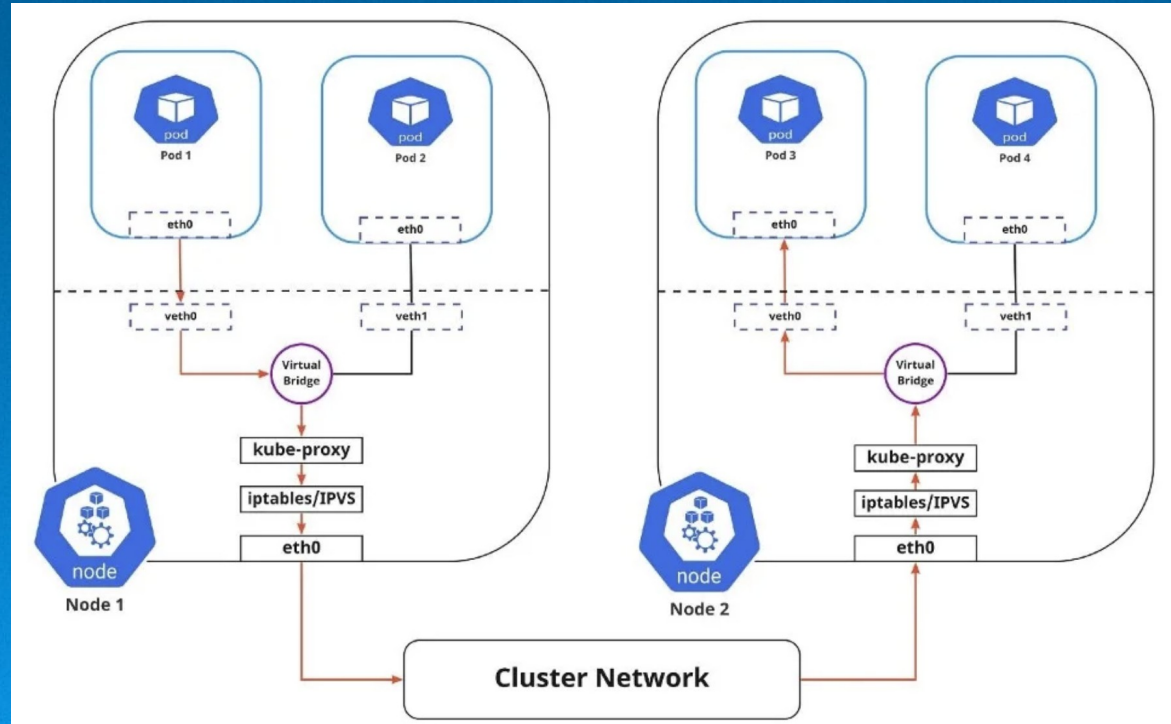 pod
Pod 1
eth0
veth0
pod
Pod 2
eth0
veth1
Virtual
Bridge
kube-proxy
iptables/IPVS
eth0
node
Node 1
pod
Pod 3
eth0
veth0
pod
Pod 4
eth0
veth1
Virtual
Bridge
kube-proxy
iptables/IPVS
eth0
node
Node 2
Cluster Network